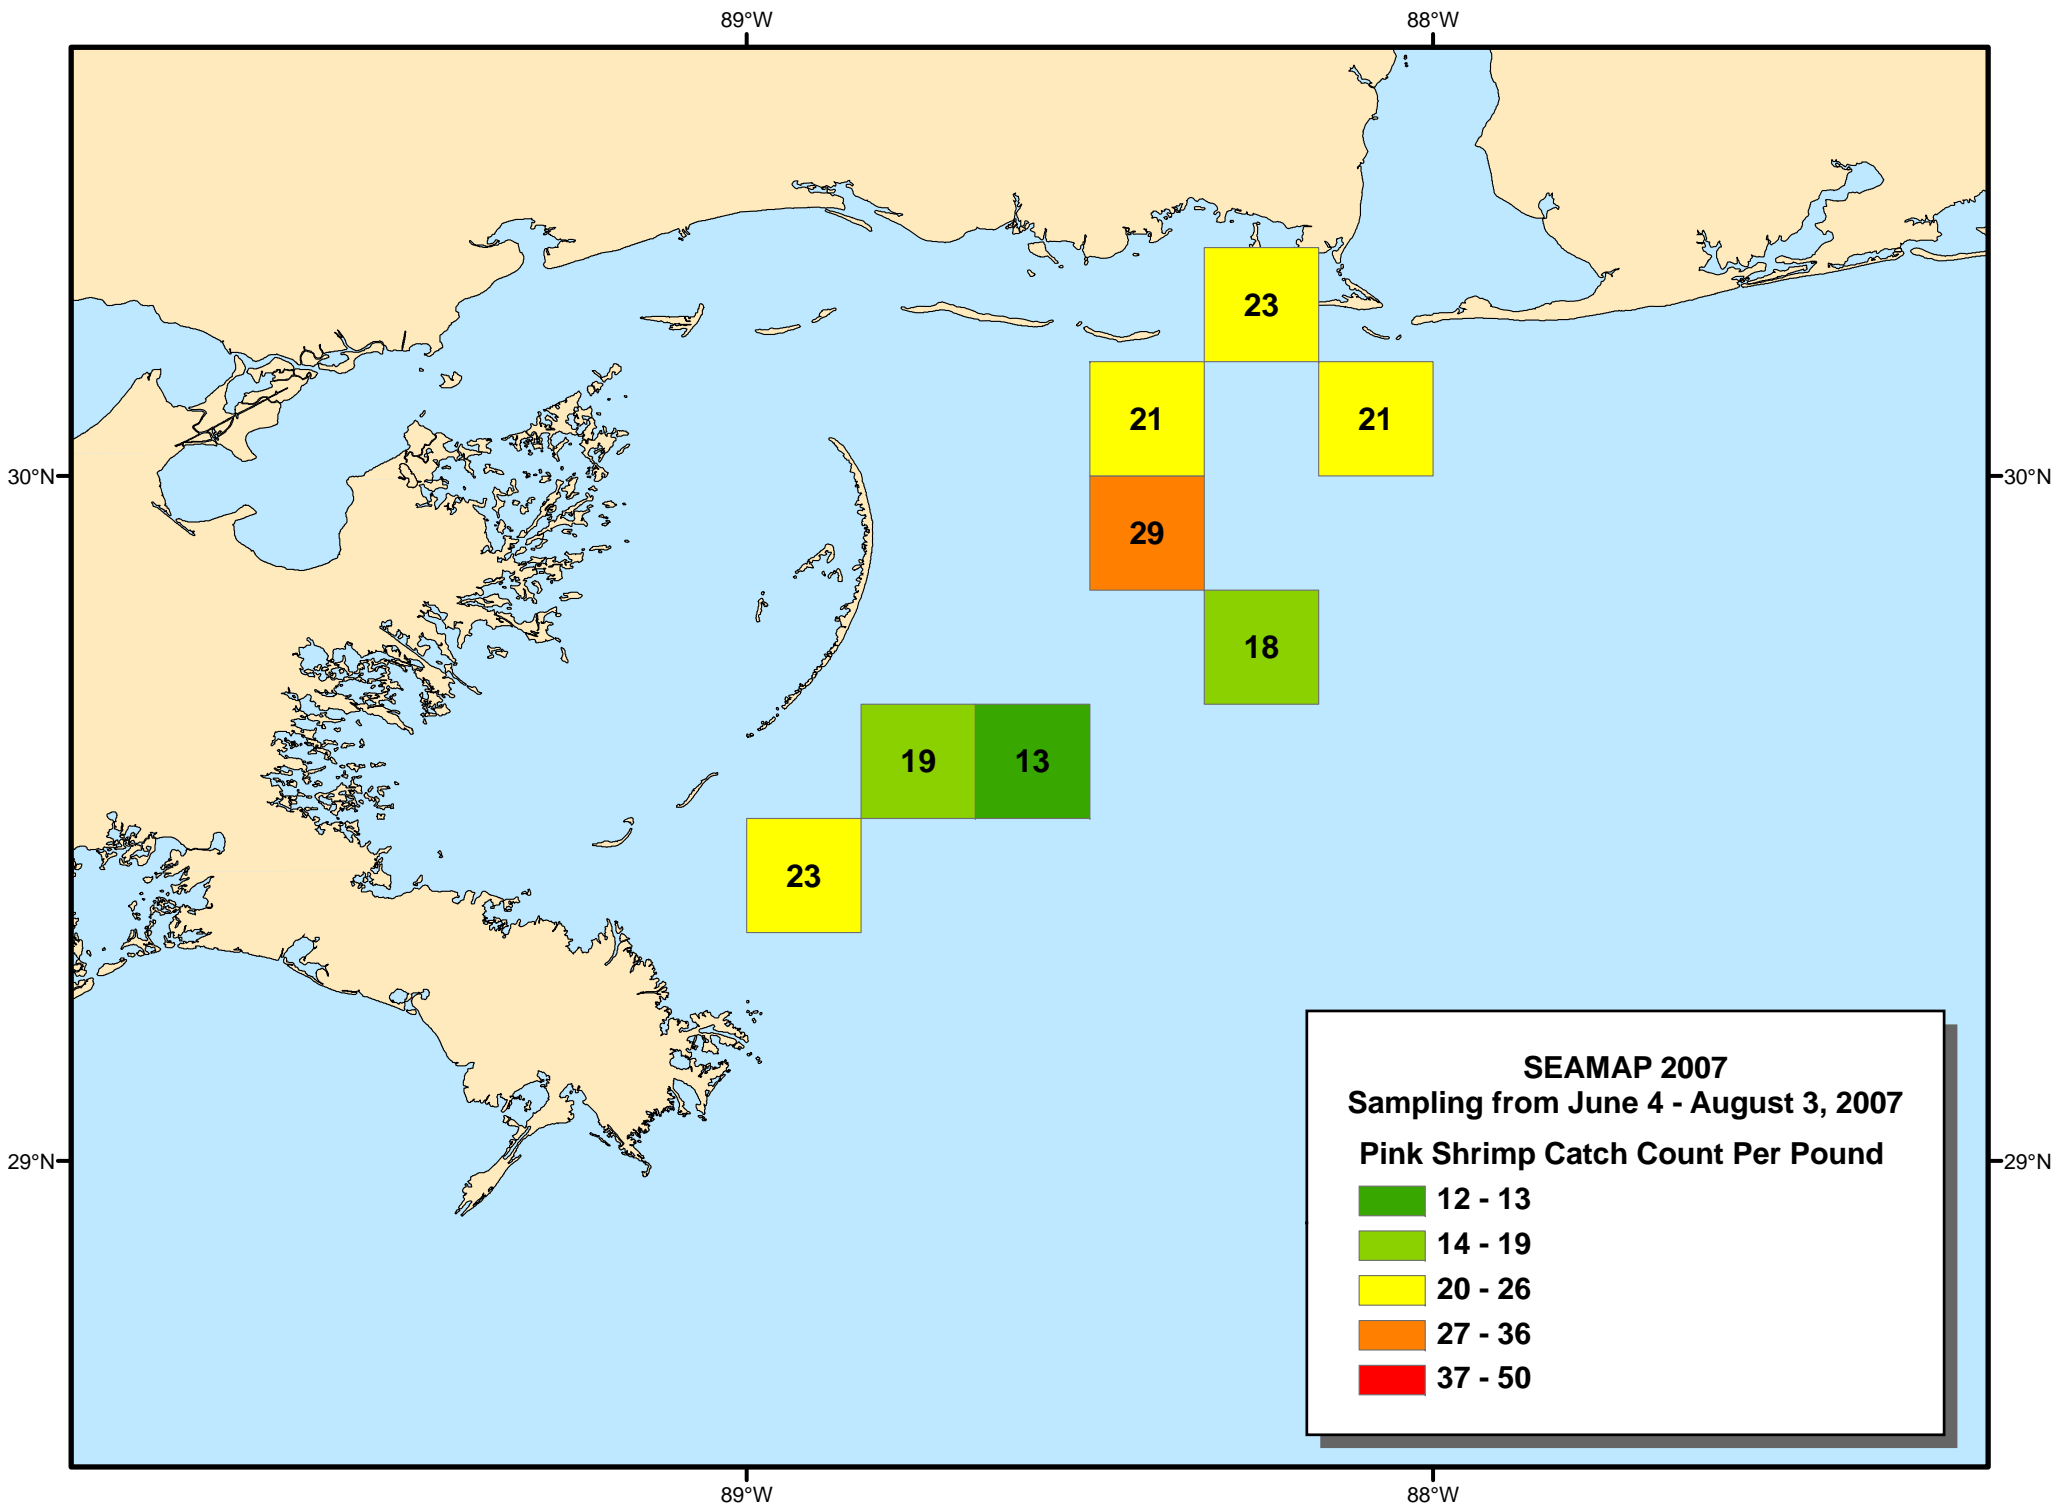 89°W
88°W
23
21
21
30°N
30°N
29
18
19
13
23
SEAMAP 2007
Sampling from June 4 - August 3, 2007
Pink Shrimp Catch Count Per Pound
29°N
29°N
12 - 13
14 - 19
20 - 26
27 - 36
37 - 50
89°W
88°W